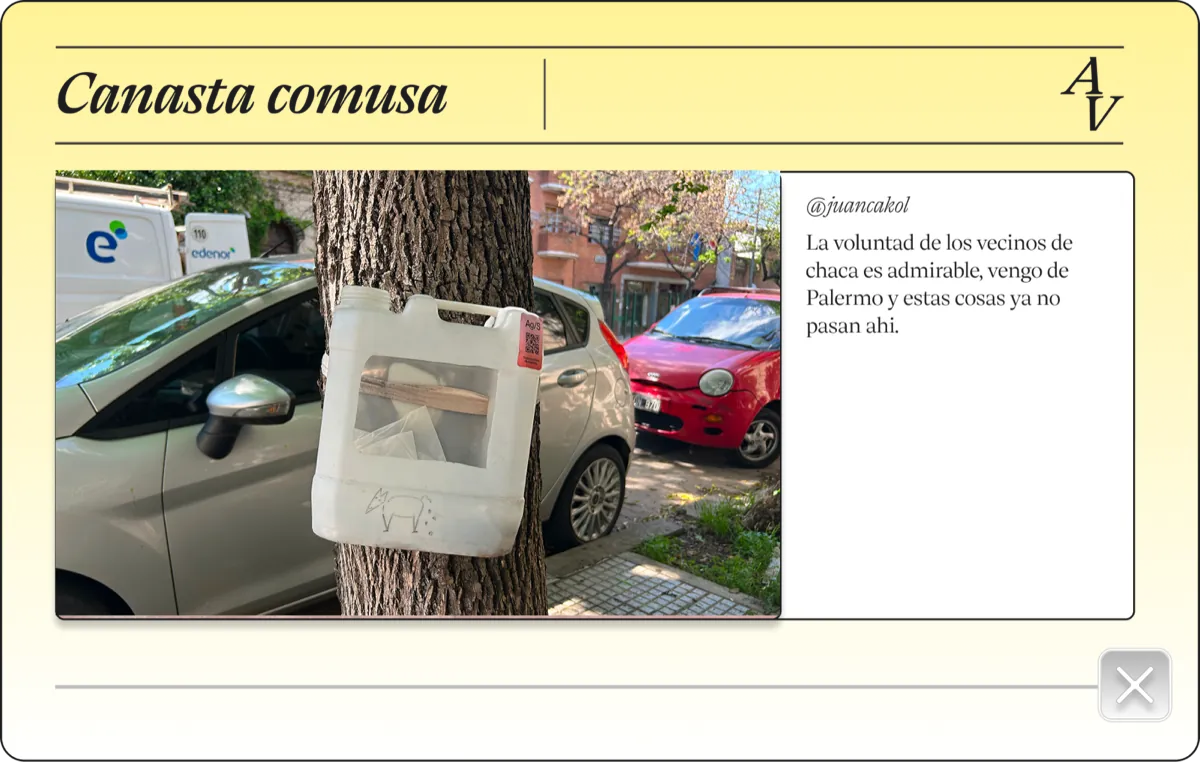 Canasta comusa
A
V
e
110
edenor
Ag/S
@juancakol
La voluntad de los vecinos de
chaca es admirable, vengo de
Palermo y estas cosas ya no
pasan ahi.